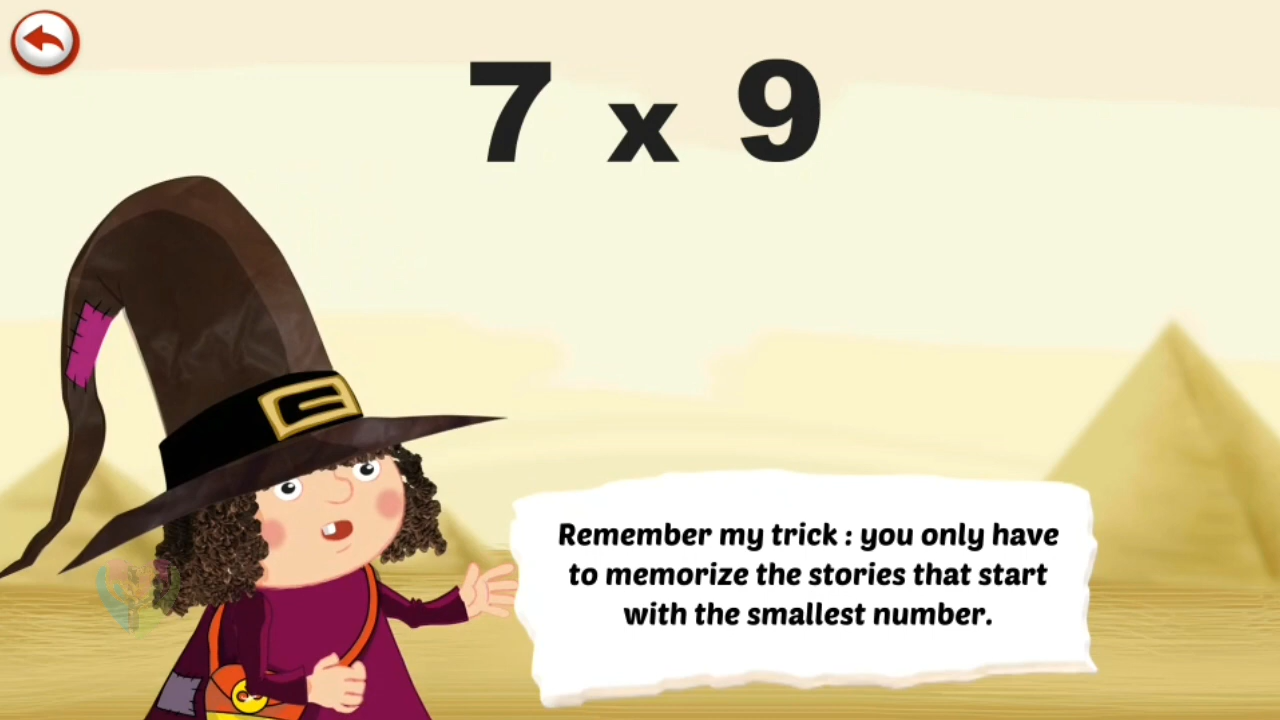 7 x 9
Remember my trick : you only have
to memorize the stories that start
with the smallest number.